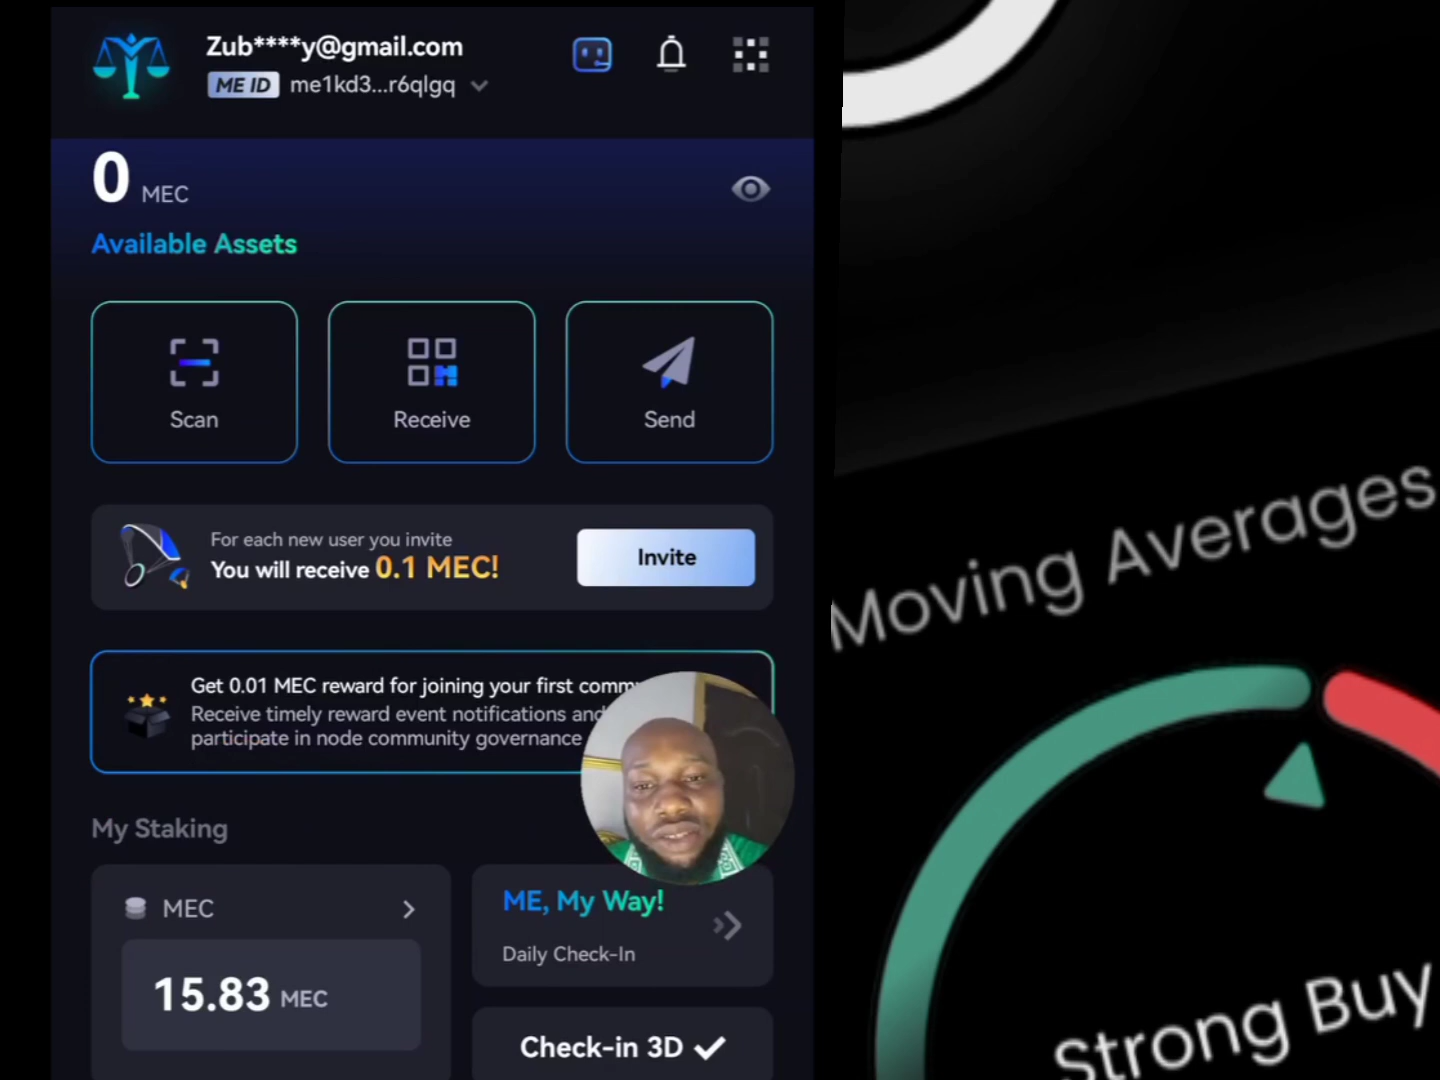 Zub****y@gmail.com
ME ID me1kd3...r6qlgq
0 MEC
Available Assets
Scan
Receive
Send
For each new user you invite
You will receive 0.1 MEC!
Invite
Get 0.01 MEC reward for joining your first
Receive timely reward event notifications and
participate in node community governance
My Staking
MEC
15.83 MEC
ME, My Way!
Daily Check-In
Check-in 3D
Moving Averages
Strong Buy